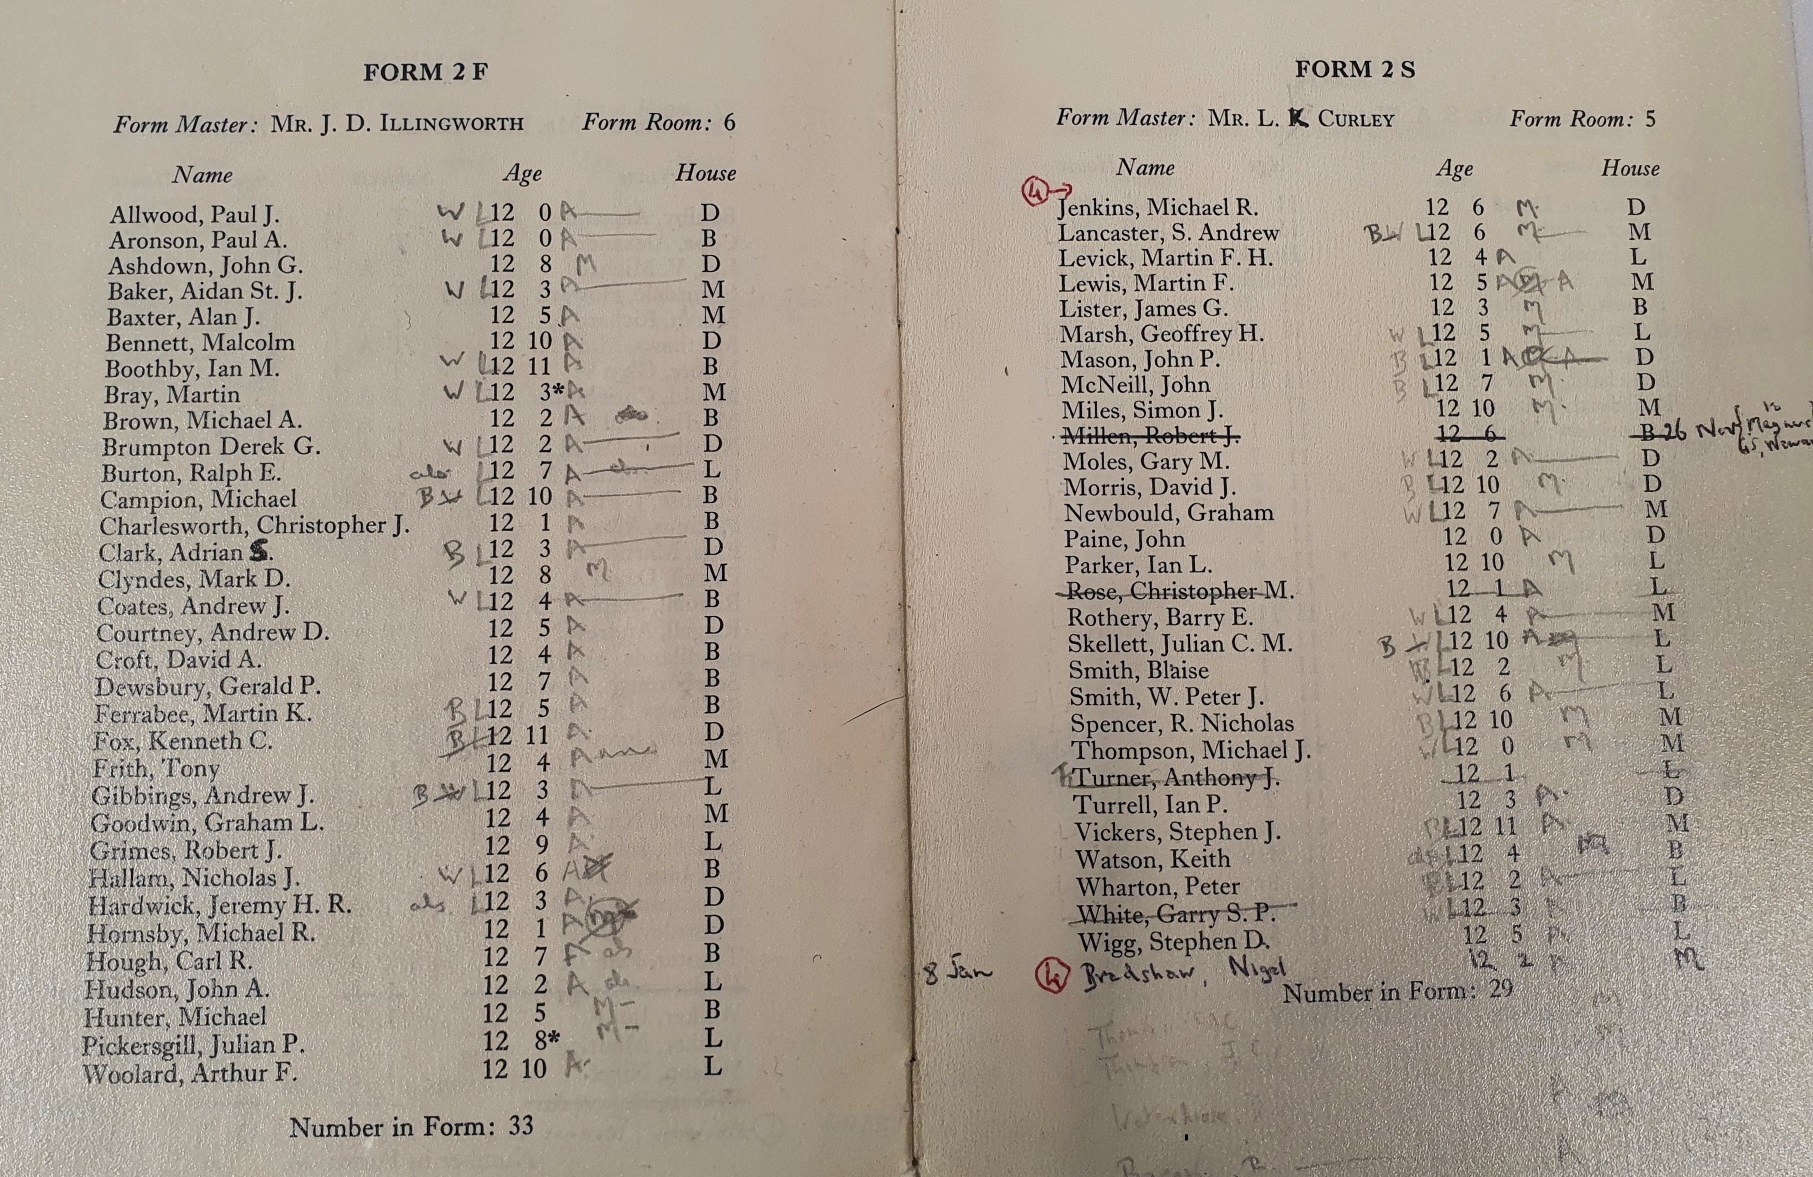 FORM 2 F
Form Master: MR. J. D. ILLINGWORTH Form Room: 6
Name Age House
Allwood, Paul J. W L 12 0 A D
Aronson, Paul A. W L 12 0 A B
Ashdown, John G. 12 8 M D
Baker, Aidan St. J. W L 12 3 A M
Baxter, Alan J. 12 5 A M
Bennett, Malcolm 12 10 A D
Boothby, Ian M. W L 12 11 A B
Bray, Martin W L 12 3* A M
Brown, Michael A. 12 2 A B
Brumpton Derek G. W L 12 2 A D
Burton, Ralph E. L 12 7 A L
Campion, Michael B W L 12 10 A B
Charlesworth, Christopher J. 12 1 A B
Clark, Adrian S. B L 12 3 A D
Clyndes, Mark D. 12 8 M M
Coates, Andrew J. W L 12 4 A B
Courtney, Andrew D. 12 5 A D
Croft, David A. 12 4 A B
Dewsbury, Gerald P. 12 7 A B
Ferrabee, Martin K. B L 12 5 A B
Fox, Kenneth C. B L 12 11 A D
Frith, Tony 12 4 A M
Gibbings, Andrew J. B W L 12 3 A L
Goodwin, Graham L. 12 4 A M
Grimes, Robert J. 12 9 A L
Hallam, Nicholas J. W L 12 6 A B
Hardwick, Jeremy H. R. L 12 3 A D
Hornsby, Michael R. 12 1 A D
Hough, Carl R. 12 7 B
Hudson, John A. 12 2 A L
Hunter, Michael 12 5 M B
Pickersgill, Julian P. 12 8* M L
Woolard, Arthur F. 12 10 A L
Number in Form: 33
FORM 2 S
Form Master: MR. L. K CURLEY Form Room: 5
Name Age House
4 →
Jenkins, Michael R. 12 6 M D
Lancaster, S. Andrew B W L 12 6 M M
Levick, Martin F. H. 12 4 A L
Lewis, Martin F. 12 5 A M A M
Lister, James G. 12 3 M B
Marsh, Geoffrey H. W L 12 5 M L
Mason, John P. B L 12 1 A A D
McNeill, John B L 12 7 M D
Miles, Simon J. 12 10 M M
Millen, Robert J. 12 6 B 26 Nov to Magnus GS,
Moles, Gary M. W L 12 2 A D
Morris, David J. B L 12 10 M D
Newbould, Graham W L 12 7 A M
Paine, John 12 0 A D
Parker, Ian L. 12 10 M L
Rose, Christopher M. 12 1 A L
Rothery, Barry E. W L 12 4 A M
Skellett, Julian C. M. B W L 12 10 A L
Smith, Blaise L 12 2 M L
Smith, W. Peter J. W L 12 6 A L
Spencer, R. Nicholas B L 12 10 M M
Thompson, Michael J. W L 12 0 M M
Turner, Anthony J. 12 1 L
Turrell, Ian P. 12 3 A D
Vickers, Stephen J. B L 12 11 A M
Watson, Keith L 12 4 M B
Wharton, Peter B L 12 2 A L
White, Garry S. P. W L 12 3 A B
Wigg, Stephen D. 12 5 A L
8 Jan 4 Bradshaw, Nigel 12 2 A M
Number in Form: 29